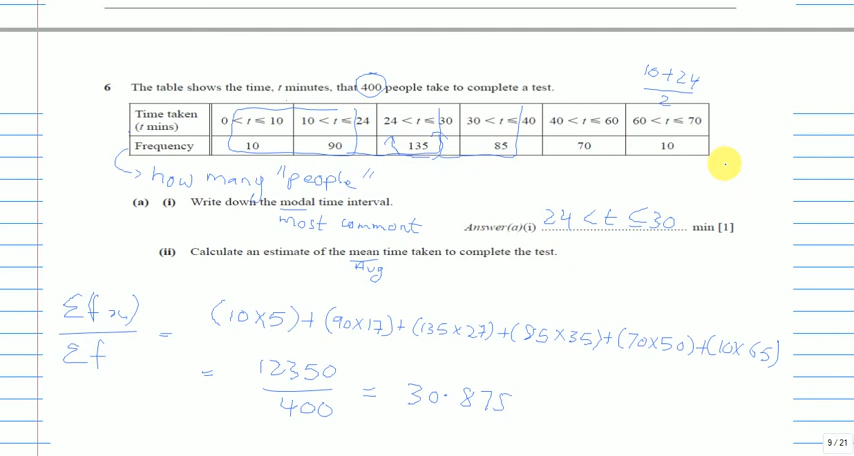 10+24
2
6 The table shows the time, t minutes, that 400 people take to complete a test.
Time taken (t mins) 0 < t ≤ 10 10 < t ≤ 24 24 < t ≤ 30 30 < t ≤ 40 40 < t ≤ 60 60 < t ≤ 70
Frequency 10 90 135 85 70 10
↳ how many "people"
(a) (i) Write down the modal time interval.
most common
Answer(a)(i) 24 < t ≤ 30 min [1]
(ii) Calculate an estimate of the mean time taken to complete the test.
Avg
Σ(fx)
Σf
= (10×5)+(90×17)+(135×27)+(85×35)+(70×50)+(10×65)
= 12350
400
= 30.875
9 / 21